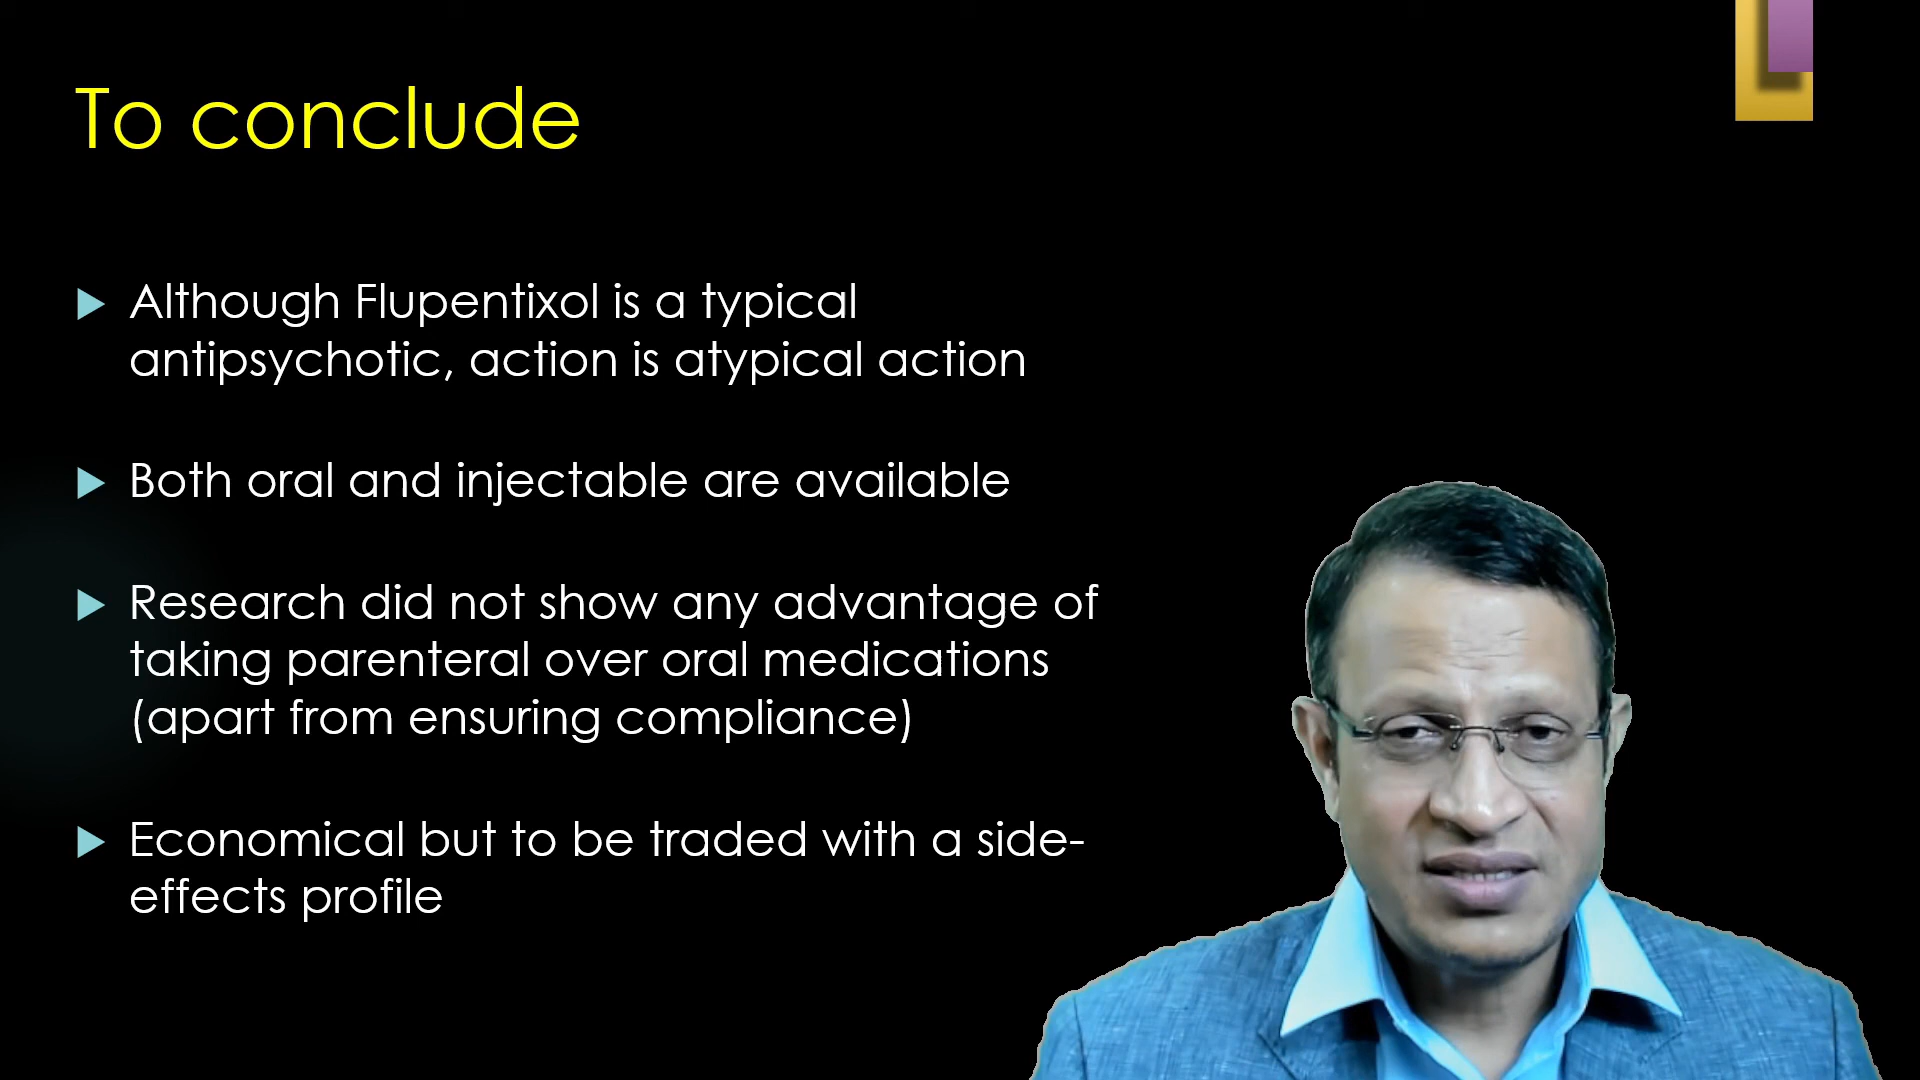 To conclude
Although Flupentixol is a typical
antipsychotic, action is atypical action
Both oral and injectable are available
Research did not show any advantage of
taking parenteral over oral medications
(apart from ensuring compliance)
Economical but to be traded with a side-
effects profile